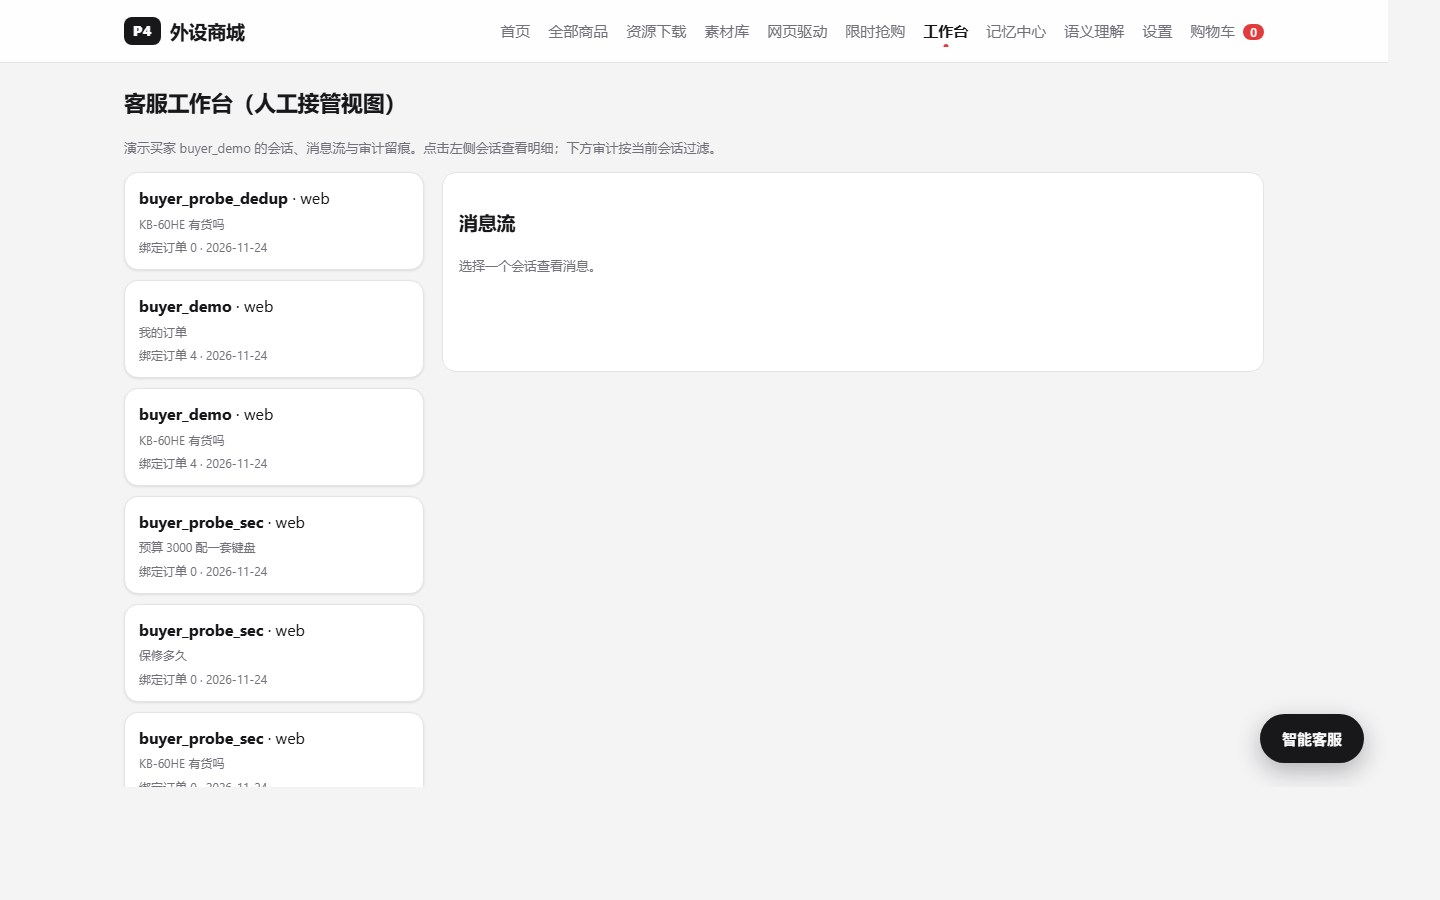 P4 外设商城
首页 全部商品 资源下载 素材库 网页驱动 限时抢购 工作台 记忆中心 语义理解 设置 购物车 0
客服工作台（人工接管视图）
演示买家 buyer_demo 的会话、消息流与审计留痕。点击左侧会话查看明细；下方审计按当前会话过滤。
buyer_probe_dedup · web
KB-60HE 有货吗
绑定订单 0 · 2026-11-24
buyer_demo · web
我的订单
绑定订单 4 · 2026-11-24
buyer_demo · web
KB-60HE 有货吗
绑定订单 4 · 2026-11-24
buyer_probe_sec · web
预算 3000 配一套键盘
绑定订单 0 · 2026-11-24
buyer_probe_sec · web
保修多久
绑定订单 0 · 2026-11-24
buyer_probe_sec · web
KB-60HE 有货吗
绑定订单 0 · 2026-11-24
消息流
选择一个会话查看消息。
智能客服